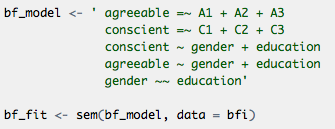 bf_model <- ' agreeable =~ A1 + A2 + A3
conscient =~ C1 + C2 + C3
conscient ~ gender + education
agreeable ~ gender + education
gender ~~ education'
bf_fit <- sem(bf_model, data = bfi)